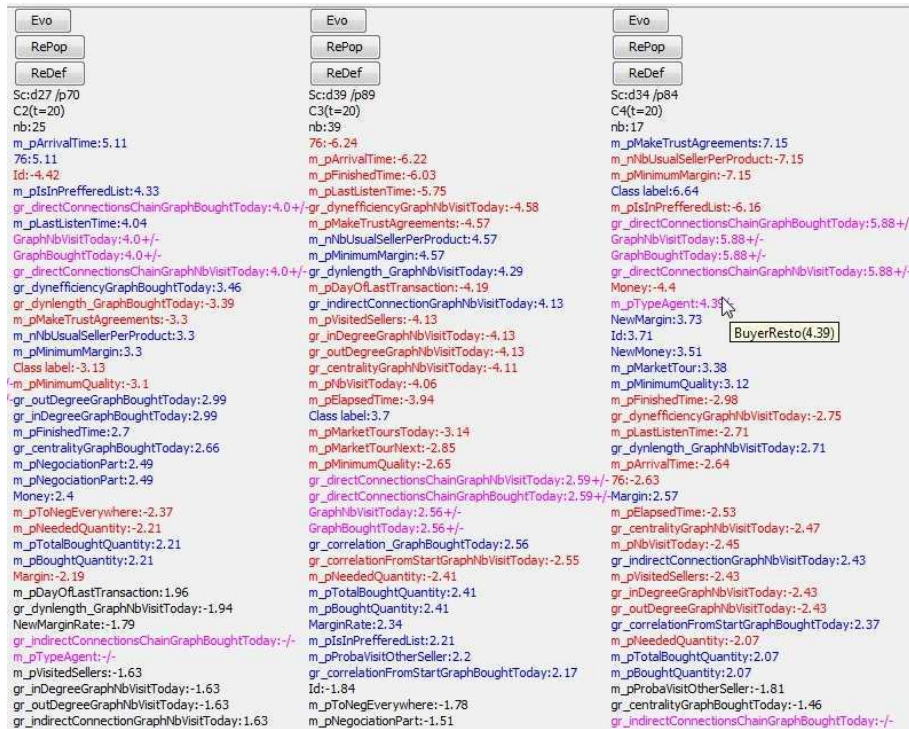 Evo
RePop
ReDef
Sc:d27 /p70
C2(t=20)
nb:25
m_pArrivalTime:5.11
76:5.11
Id:-4.42
m_pIsInPrefferedList:4.33
gr_directConnectionsChainGraphBoughtToday:4.0+/-
m_pLastListenTime:4.04
GraphNbVisitToday:4.0+/-
GraphBoughtToday:4.0+/-
gr_directConnectionsChainGraphNbVisitToday:4.0+/-
gr_dynefficiencyGraphBoughtToday:3.46
gr_dynlength_GraphBoughtToday:-3.39
m_pMakeTrustAgreements:-3.3
m_nNbUsualSellerPerProduct:3.3
m_pMinimumMargin:3.3
Class label:-3.13
m_pMinimumQuality:-3.1
gr_outDegreeGraphBoughtToday:2.99
gr_inDegreeGraphBoughtToday:2.99
m_pFinishedTime:2.7
gr_centralityGraphBoughtToday:2.66
m_pNegociationPart:2.49
m_pNegociationPart:2.49
Money:2.4
m_pToNegEverywhere:-2.37
m_pNeededQuantity:-2.21
m_pTotalBoughtQuantity:2.21
m_pBoughtQuantity:2.21
Margin:-2.19
m_pDayOfLastTransaction:1.96
gr_dynlength_GraphNbVisitToday:-1.94
NewMarginRate:-1.79
gr_indirectConnectionsChainGraphBoughtToday:-/-
m_pTypeAgent:-/-
m_pVisitedSellers:-1.63
gr_inDegreeGraphNbVisitToday:-1.63
gr_outDegreeGraphNbVisitToday:-1.63
gr_indirectConnectionGraphNbVisitToday:1.63
Evo
RePop
ReDef
Sc:d39 /p89
C3(t=20)
nb:39
76:-6.24
m_pArrivalTime:-6.22
m_pFinishedTime:-6.03
m_pLastListenTime:-5.75
gr_dynefficiencyGraphNbVisitToday:-4.58
m_pMakeTrustAgreements:-4.57
m_nNbUsualSellerPerProduct:4.57
m_pMinimumMargin:4.57
gr_dynlength_GraphNbVisitToday:4.29
m_pDayOfLastTransaction:-4.19
gr_indirectConnectionGraphNbVisitToday:4.13
m_pVisitedSellers:-4.13
gr_inDegreeGraphNbVisitToday:-4.13
gr_outDegreeGraphNbVisitToday:-4.13
gr_centralityGraphNbVisitToday:-4.11
m_pNbVisitToday:-4.06
m_pElapsedTime:-3.94
Class label:3.7
m_pMarketToursToday:-3.14
m_pMarketTourNext:-2.85
m_pMinimumQuality:-2.65
gr_directConnectionsChainGraphNbVisitToday:2.59+/-
gr_directConnectionsChainGraphBoughtToday:2.59+/-
GraphNbVisitToday:2.56+/-
GraphBoughtToday:2.56+/-
gr_correlation_GraphBoughtToday:2.56
gr_correlationFromStartGraphNbVisitToday:-2.55
m_pNeededQuantity:-2.41
m_pTotalBoughtQuantity:2.41
m_pBoughtQuantity:2.41
MarginRate:2.34
m_pIsInPrefferedList:2.21
m_pProbaVisitOtherSeller:2.2
gr_correlationFromStartGraphBoughtToday:2.17
Id:-1.84
m_pToNegEverywhere:-1.78
m_pNegociationPart:-1.51
Evo
RePop
ReDef
Sc:d34 /p84
C4(t=20)
nb:17
m_pMakeTrustAgreements:7.15
m_nNbUsualSellerPerProduct:-7.15
m_pMinimumMargin:-7.15
Class label:6.64
m_pIsInPrefferedList:-6.16
gr_directConnectionsChainGraphBoughtToday:5.88+/
GraphNbVisitToday:5.88+/-
GraphBoughtToday:5.88+/-
gr_directConnectionsChainGraphNbVisitToday:5.88+/
Money:-4.4
m_pTypeAgent:4.39
BuyerResto(4.39)
NewMargin:3.73
Id:3.71
NewMoney:3.51
m_pMarketTour:3.38
m_pMinimumQuality:3.12
m_pFinishedTime:-2.98
gr_dynefficiencyGraphNbVisitToday:-2.75
m_pLastListenTime:-2.71
gr_dynlength_GraphNbVisitToday:2.71
m_pArrivalTime:-2.64
76:-2.63
Margin:2.57
m_pElapsedTime:-2.53
gr_centralityGraphNbVisitToday:-2.47
m_pNbVisitToday:-2.45
gr_indirectConnectionGraphNbVisitToday:2.43
m_pVisitedSellers:-2.43
gr_inDegreeGraphNbVisitToday:-2.43
gr_outDegreeGraphNbVisitToday:-2.43
gr_correlationFromStartGraphBoughtToday:2.37
m_pNeededQuantity:-2.07
m_pTotalBoughtQuantity:2.07
m_pBoughtQuantity:2.07
m_pProbaVisitOtherSeller:-1.81
gr_centralityGraphBoughtToday:-1.46
gr_indirectConnectionsChainGraphBoughtToday:-/-